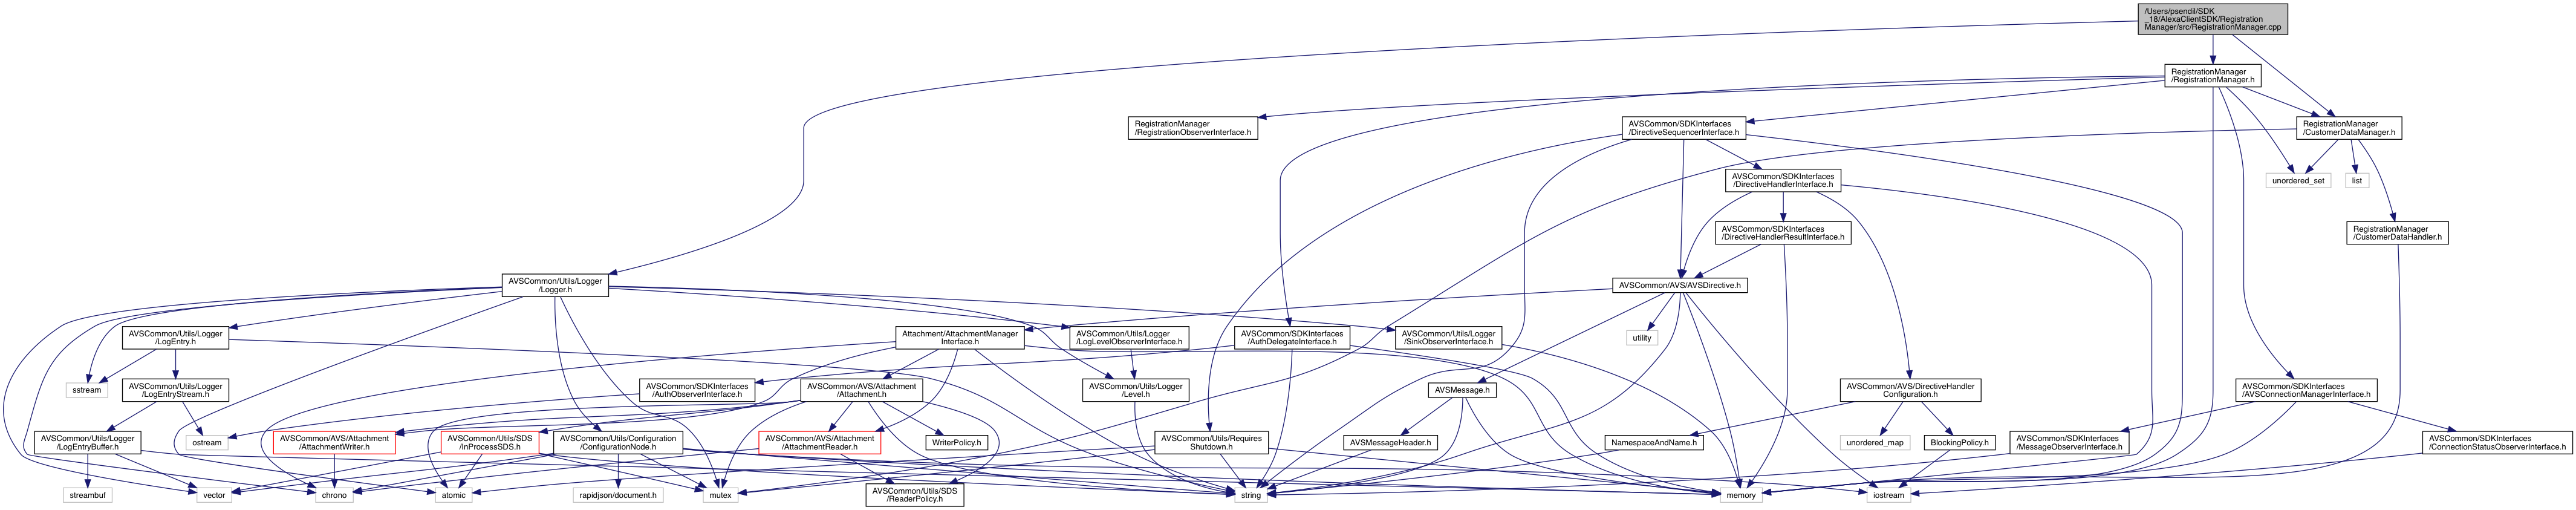 /Users/psendil/SDK
_18/AlexaClientSDK/Registration
Manager/src/RegistrationManager.cpp
RegistrationManager
/RegistrationManager.h
RegistrationManager
/RegistrationObserverInterface.h
AVSCommon/SDKInterfaces
/DirectiveSequencerInterface.h
RegistrationManager
/CustomerDataManager.h
AVSCommon/SDKInterfaces
/DirectiveHandlerInterface.h
unordered_set
list
AVSCommon/SDKInterfaces
/DirectiveHandlerResultInterface.h
RegistrationManager
/CustomerDataHandler.h
AVSCommon/Utils/Logger
/Logger.h
AVSCommon/AVS/AVSDirective.h
AVSCommon/Utils/Logger
/LogEntry.h
Attachment/AttachmentManager
Interface.h
AVSCommon/Utils/Logger
/LogLevelObserverInterface.h
AVSCommon/SDKInterfaces
/AuthDelegateInterface.h
AVSCommon/Utils/Logger
/SinkObserverInterface.h
utility
sstream
AVSCommon/Utils/Logger
/LogEntryStream.h
AVSCommon/SDKInterfaces
/AuthObserverInterface.h
AVSCommon/AVS/Attachment
/Attachment.h
AVSCommon/Utils/Logger
/Level.h
AVSMessage.h
AVSCommon/AVS/DirectiveHandler
Configuration.h
AVSCommon/SDKInterfaces
/AVSConnectionManagerInterface.h
AVSCommon/Utils/Logger
/LogEntryBuffer.h
ostream
AVSCommon/AVS/Attachment
/AttachmentWriter.h
AVSCommon/Utils/SDS
/InProcessSDS.h
AVSCommon/Utils/Configuration
/ConfigurationNode.h
AVSCommon/AVS/Attachment
/AttachmentReader.h
WriterPolicy.h
AVSCommon/Utils/Requires
Shutdown.h
AVSMessageHeader.h
NamespaceAndName.h
unordered_map
BlockingPolicy.h
AVSCommon/SDKInterfaces
/MessageObserverInterface.h
AVSCommon/SDKInterfaces
/ConnectionStatusObserverInterface.h
streambuf
vector
chrono
atomic
rapidjson/document.h
mutex
AVSCommon/Utils/SDS
/ReaderPolicy.h
string
memory
iostream